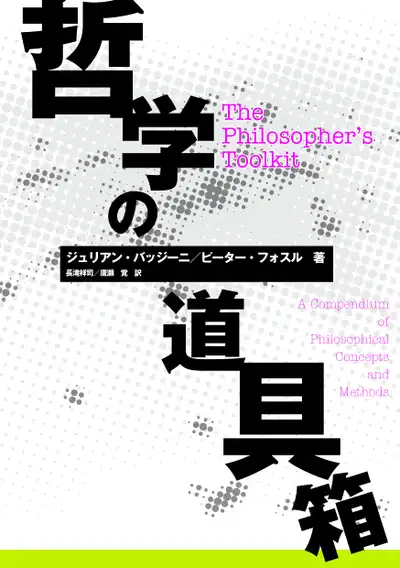 哲学の道具箱
The
Philosopher's
Toolkit
ジュリアン・バッジーニ／ピーター・フォスル 著
長滝祥司／廣瀬 覚 訳
A Compendium
of
Philosophical
Concepts
and
Methods